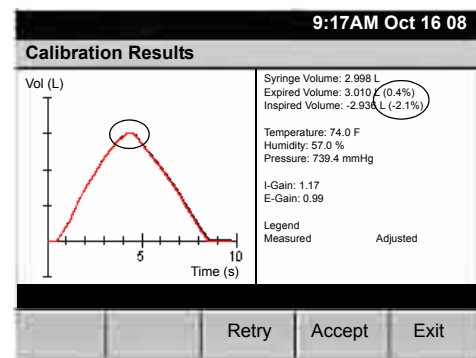 9:17AM Oct 16 08
Calibration Results
Vol (L)
5
10
Time (s)
Syringe Volume: 2.998 L
Expired Volume: 3.010 L (0.4%)
Inspired Volume: -2.936 L (-2.1%)
Temperature: 74.0 F
Humidity: 57.0 %
Pressure: 739.4 mmHg
I-Gain: 1.17
E-Gain: 0.99
Legend
Measured Adjusted
Retry Accept Exit